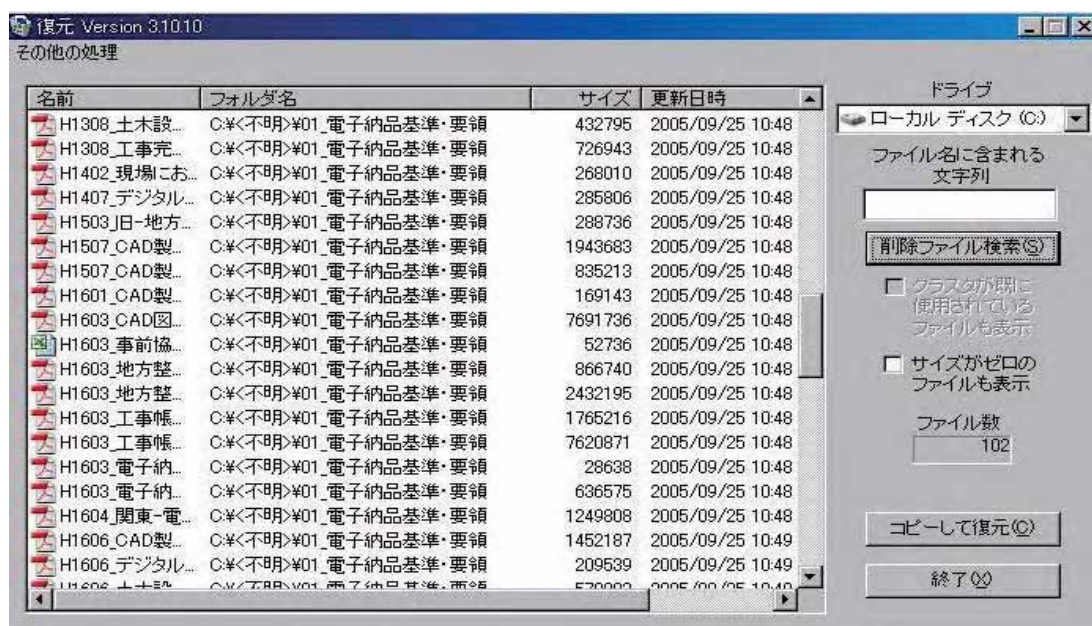 復元 Version 3.10.10
その他の処理
名前 フォルダ名 サイズ 更新日時
H1308_土木設... C:¥<不明>¥01_電子納品基準・要領 432795 2005/09/25 10:48
H1308_工事完... C:¥<不明>¥01_電子納品基準・要領 726943 2005/09/25 10:48
H1402_現場にお... C:¥<不明>¥01_電子納品基準・要領 268010 2005/09/25 10:48
H1407_デジタル... C:¥<不明>¥01_電子納品基準・要領 285806 2005/09/25 10:48
H1503_旧-地方... C:¥<不明>¥01_電子納品基準・要領 288736 2005/09/25 10:48
H1507_CAD製... C:¥<不明>¥01_電子納品基準・要領 1943683 2005/09/25 10:48
H1507_CAD製... C:¥<不明>¥01_電子納品基準・要領 835213 2005/09/25 10:48
H1601_CAD製... C:¥<不明>¥01_電子納品基準・要領 169143 2005/09/25 10:48
H1603_CAD図... C:¥<不明>¥01_電子納品基準・要領 7691736 2005/09/25 10:48
H1603_事前協... C:¥<不明>¥01_電子納品基準・要領 52736 2005/09/25 10:48
H1603_地方整... C:¥<不明>¥01_電子納品基準・要領 866740 2005/09/25 10:48
H1603_地方整... C:¥<不明>¥01_電子納品基準・要領 2432195 2005/09/25 10:48
H1603_工事帳... C:¥<不明>¥01_電子納品基準・要領 1765216 2005/09/25 10:48
H1603_工事帳... C:¥<不明>¥01_電子納品基準・要領 7620871 2005/09/25 10:48
H1603_電子納... C:¥<不明>¥01_電子納品基準・要領 28638 2005/09/25 10:48
H1603_電子納... C:¥<不明>¥01_電子納品基準・要領 636575 2005/09/25 10:48
H1604_関東-電... C:¥<不明>¥01_電子納品基準・要領 1249808 2005/09/25 10:48
H1606_CAD製... C:¥<不明>¥01_電子納品基準・要領 1452187 2005/09/25 10:49
H1606_デジタル... C:¥<不明>¥01_電子納品基準・要領 209539 2005/09/25 10:49
ドライブ
ローカル ディスク (C:)
ファイル名に含まれる
文字列
削除ファイル検索(S)
クラスタが既に
使用されている
ファイルも表示
サイズがゼロの
ファイルも表示
ファイル数
102
コピーして復元(C)
終了(X)